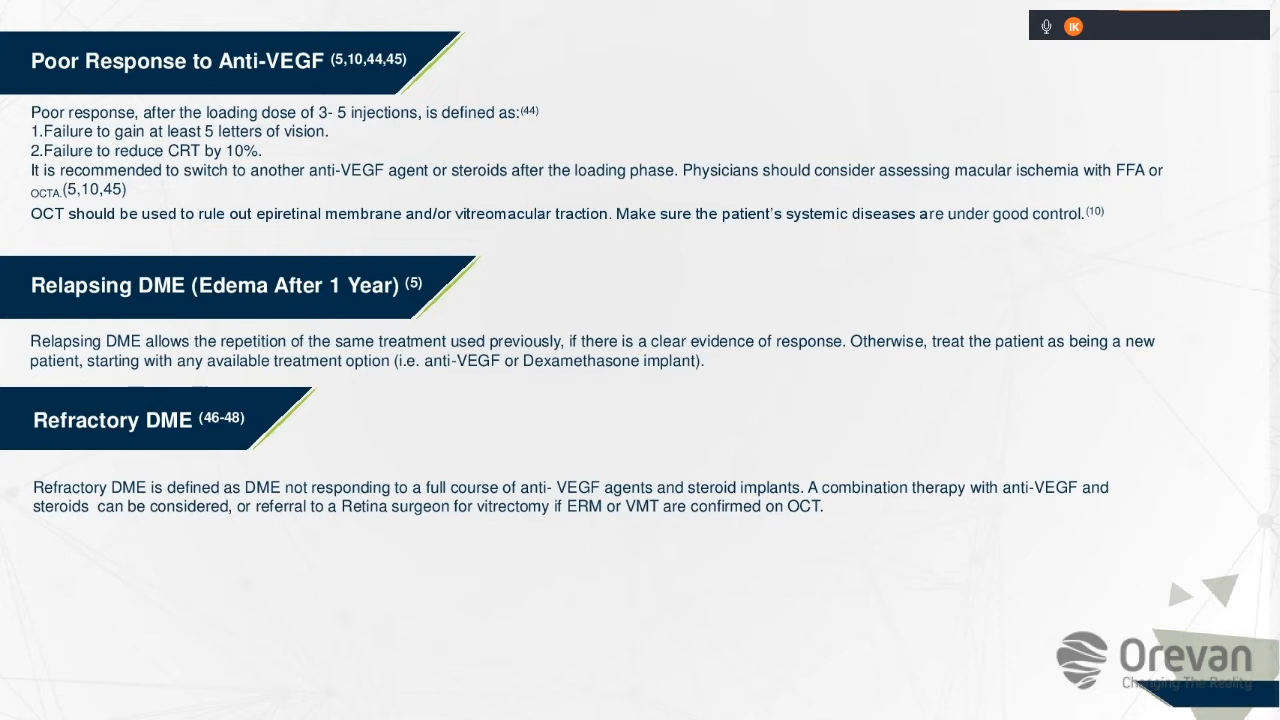 IK
Poor Response to Anti-VEGF (5,10,44,45)
Poor response, after the loading dose of 3- 5 injections, is defined as:(44)
1.Failure to gain at least 5 letters of vision.
2.Failure to reduce CRT by 10%.
It is recommended to switch to another anti-VEGF agent or steroids after the loading phase. Physicians should consider assessing macular ischemia with FFA or
OCTA.(5,10,45)
OCT should be used to rule out epiretinal membrane and/or vitreomacular traction. Make sure the patient's systemic diseases are under good control.(10)
Relapsing DME (Edema After 1 Year) (5)
Relapsing DME allows the repetition of the same treatment used previously, if there is a clear evidence of response. Otherwise, treat the patient as being a new
patient, starting with any available treatment option (i.e. anti-VEGF or Dexamethasone implant).
Refractory DME (46-48)
Refractory DME is defined as DME not responding to a full course of anti- VEGF agents and steroid implants. A combination therapy with anti-VEGF and
steroids can be considered, or referral to a Retina surgeon for vitrectomy if ERM or VMT are confirmed on OCT.
Orevan
Changing The Reality